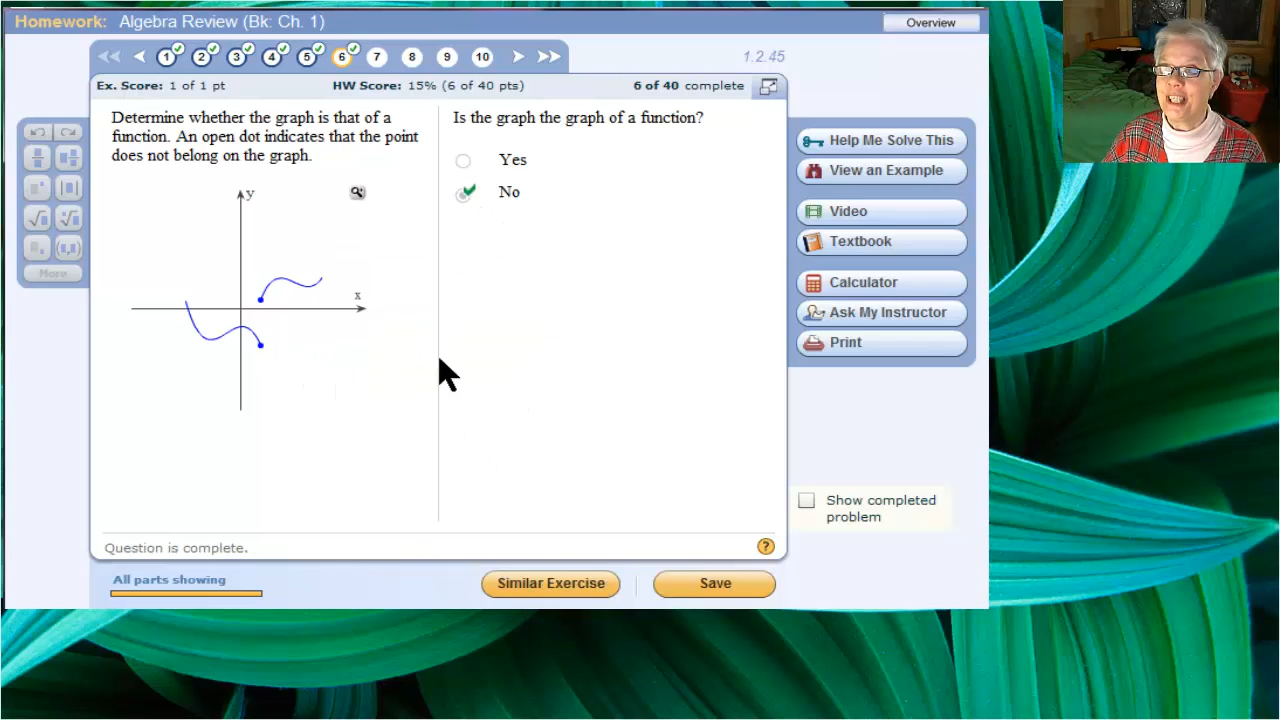 Homework: Algebra Review (Bk: Ch. 1)
Overview
1 2 3 4 5 6 7 8 9 10
1.2.45
Ex. Score: 1 of 1 pt
HW Score: 15% (6 of 40 pts)
6 of 40 complete
Determine whether the graph is that of a
function. An open dot indicates that the point
does not belong on the graph.
y
x
Is the graph the graph of a function?
Yes
No
More
Help Me Solve This
View an Example
Video
Textbook
Calculator
Ask My Instructor
Print
Show completed
problem
Question is complete.
?
All parts showing
Similar Exercise
Save